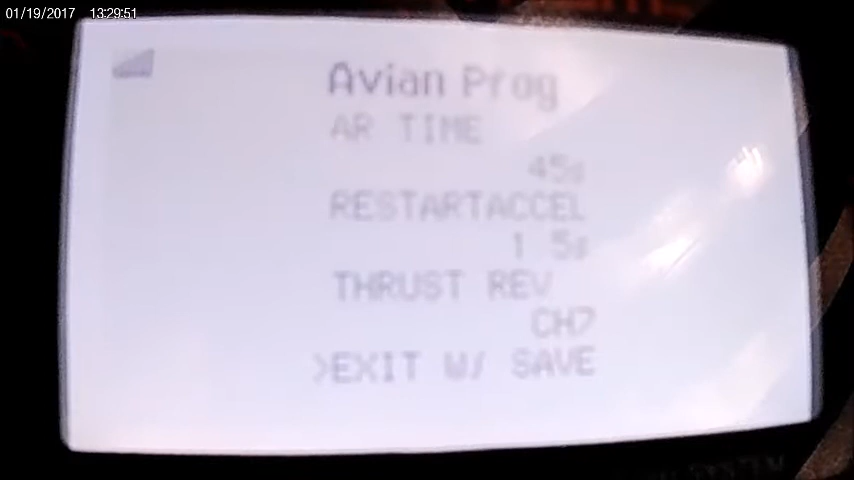 01/19/2017 13:29:51
Avian Prog
AR TIME
45s
RESTARTACCEL
1 5s
THRUST REV
CH7
>EXIT W/ SAVE